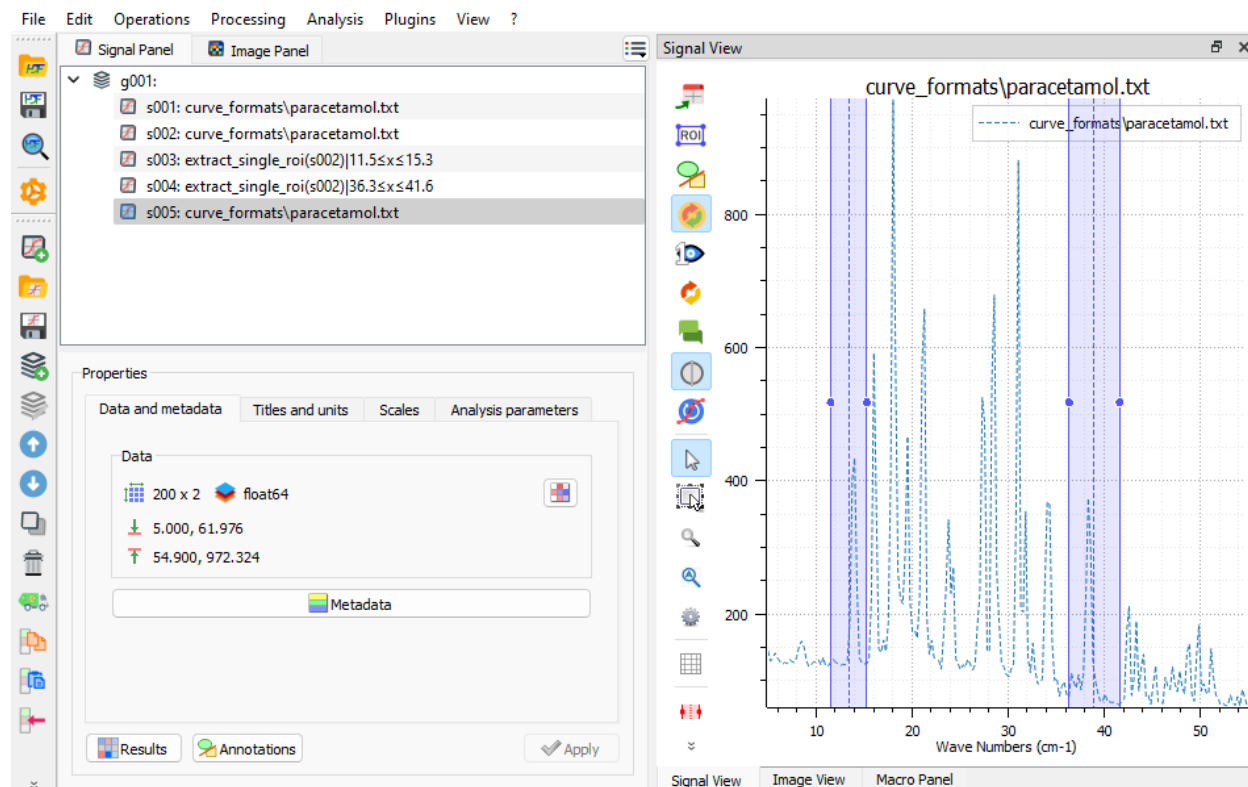 File Edit Operations Processing Analysis Plugins View ?
Signal Panel Image Panel
g001:
s001: curve_formats\paracetamol.txt
s002: curve_formats\paracetamol.txt
s003: extract_single_roi(s002)|11.5≤x≤15.3
s004: extract_single_roi(s002)|36.3≤x≤41.6
s005: curve_formats\paracetamol.txt
Properties
Data and metadata Titles and units Scales Analysis parameters
Data
200 x 2 float64
5.000, 61.976
54.900, 972.324
Metadata
Results Annotations Apply
Signal View
curve_formats\paracetamol.txt
curve_formats\paracetamol.txt
ROI
800
600
400
200
10 20 30 40 50
Wave Numbers (cm-1)
Signal View Image View Macro Panel